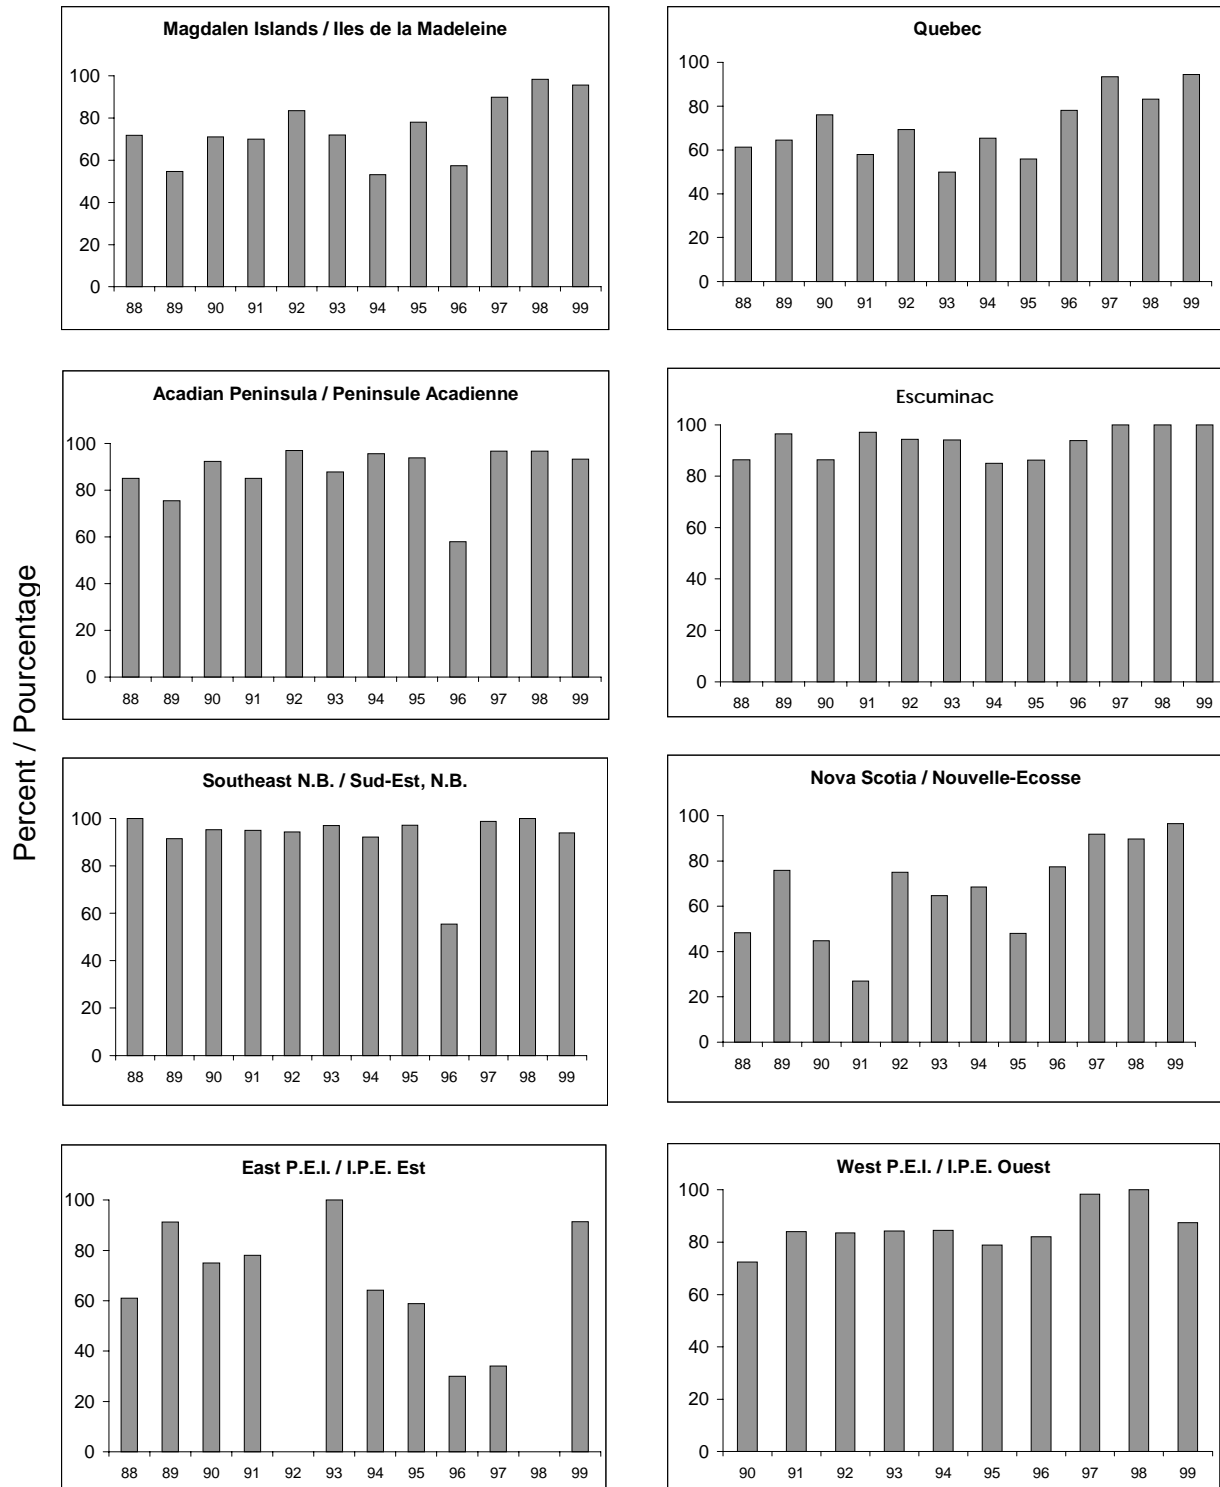 Percent / Pourcentage
Magdalen Islands / Iles de la Madeleine
100
80
60
40
20
0
88 89 90 91 92 93 94 95 96 97 98 99
Quebec
100
80
60
40
20
0
88 89 90 91 92 93 94 95 96 97 98 99
Acadian Peninsula / Peninsule Acadienne
100
80
60
40
20
0
88 89 90 91 92 93 94 95 96 97 98 99
Escuminac
100
80
60
40
20
0
88 89 90 91 92 93 94 95 96 97 98 99
Southeast N.B. / Sud-Est, N.B.
100
80
60
40
20
0
88 89 90 91 92 93 94 95 96 97 98 99
Nova Scotia / Nouvelle-Ecosse
100
80
60
40
20
0
88 89 90 91 92 93 94 95 96 97 98 99
East P.E.I. / I.P.E. Est
100
80
60
40
20
0
88 89 90 91 92 93 94 95 96 97 98 99
West P.E.I. / I.P.E. Ouest
100
80
60
40
20
0
90 91 92 93 94 95 96 97 98 99